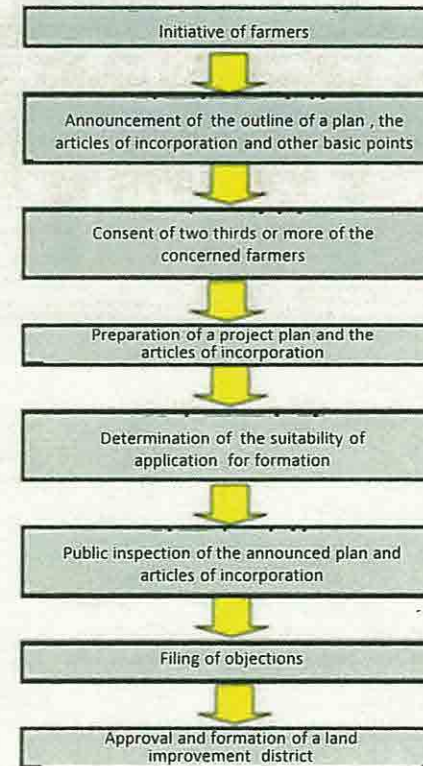 Initiative of farmers
Announcement of the outline of a plan , the
articles of incorporation and other basic points
Consent of two thirds or more of the
concerned farmers
Preparation of a project plan and the
articles of incorporation
Determination of the suitability of
application for formation
Public inspection of the announced plan and
articles of incorporation
Filing of objections
Approval and formation of a land
improvement district